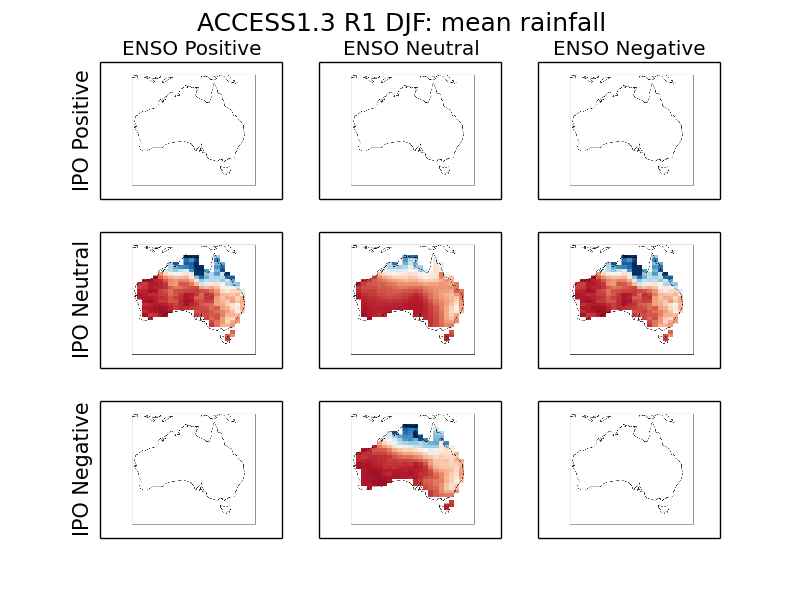 ACCESS1.3 R1 DJF: mean rainfall
ENSO Positive
ENSO Neutral
ENSO Negative
IPO Positive
IPO Neutral
IPO Negative